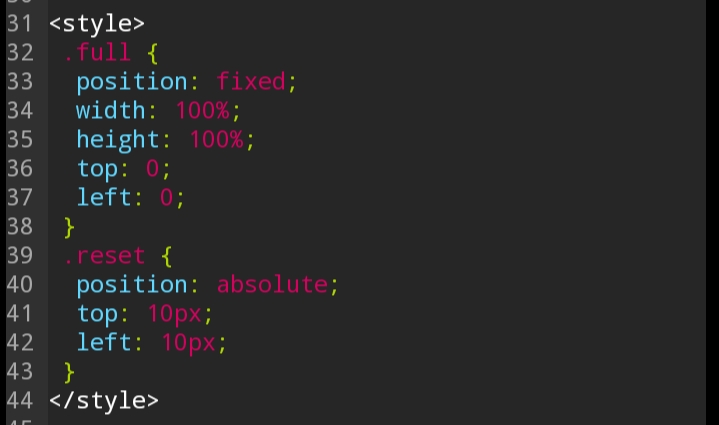 31 <style>
32 .full {
33 position: fixed;
34 width: 100%;
35 height: 100%;
36 top: 0;
37 left: 0;
38 }
39 .reset {
40 position: absolute;
41 top: 10px;
42 left: 10px;
43 }
44 </style>